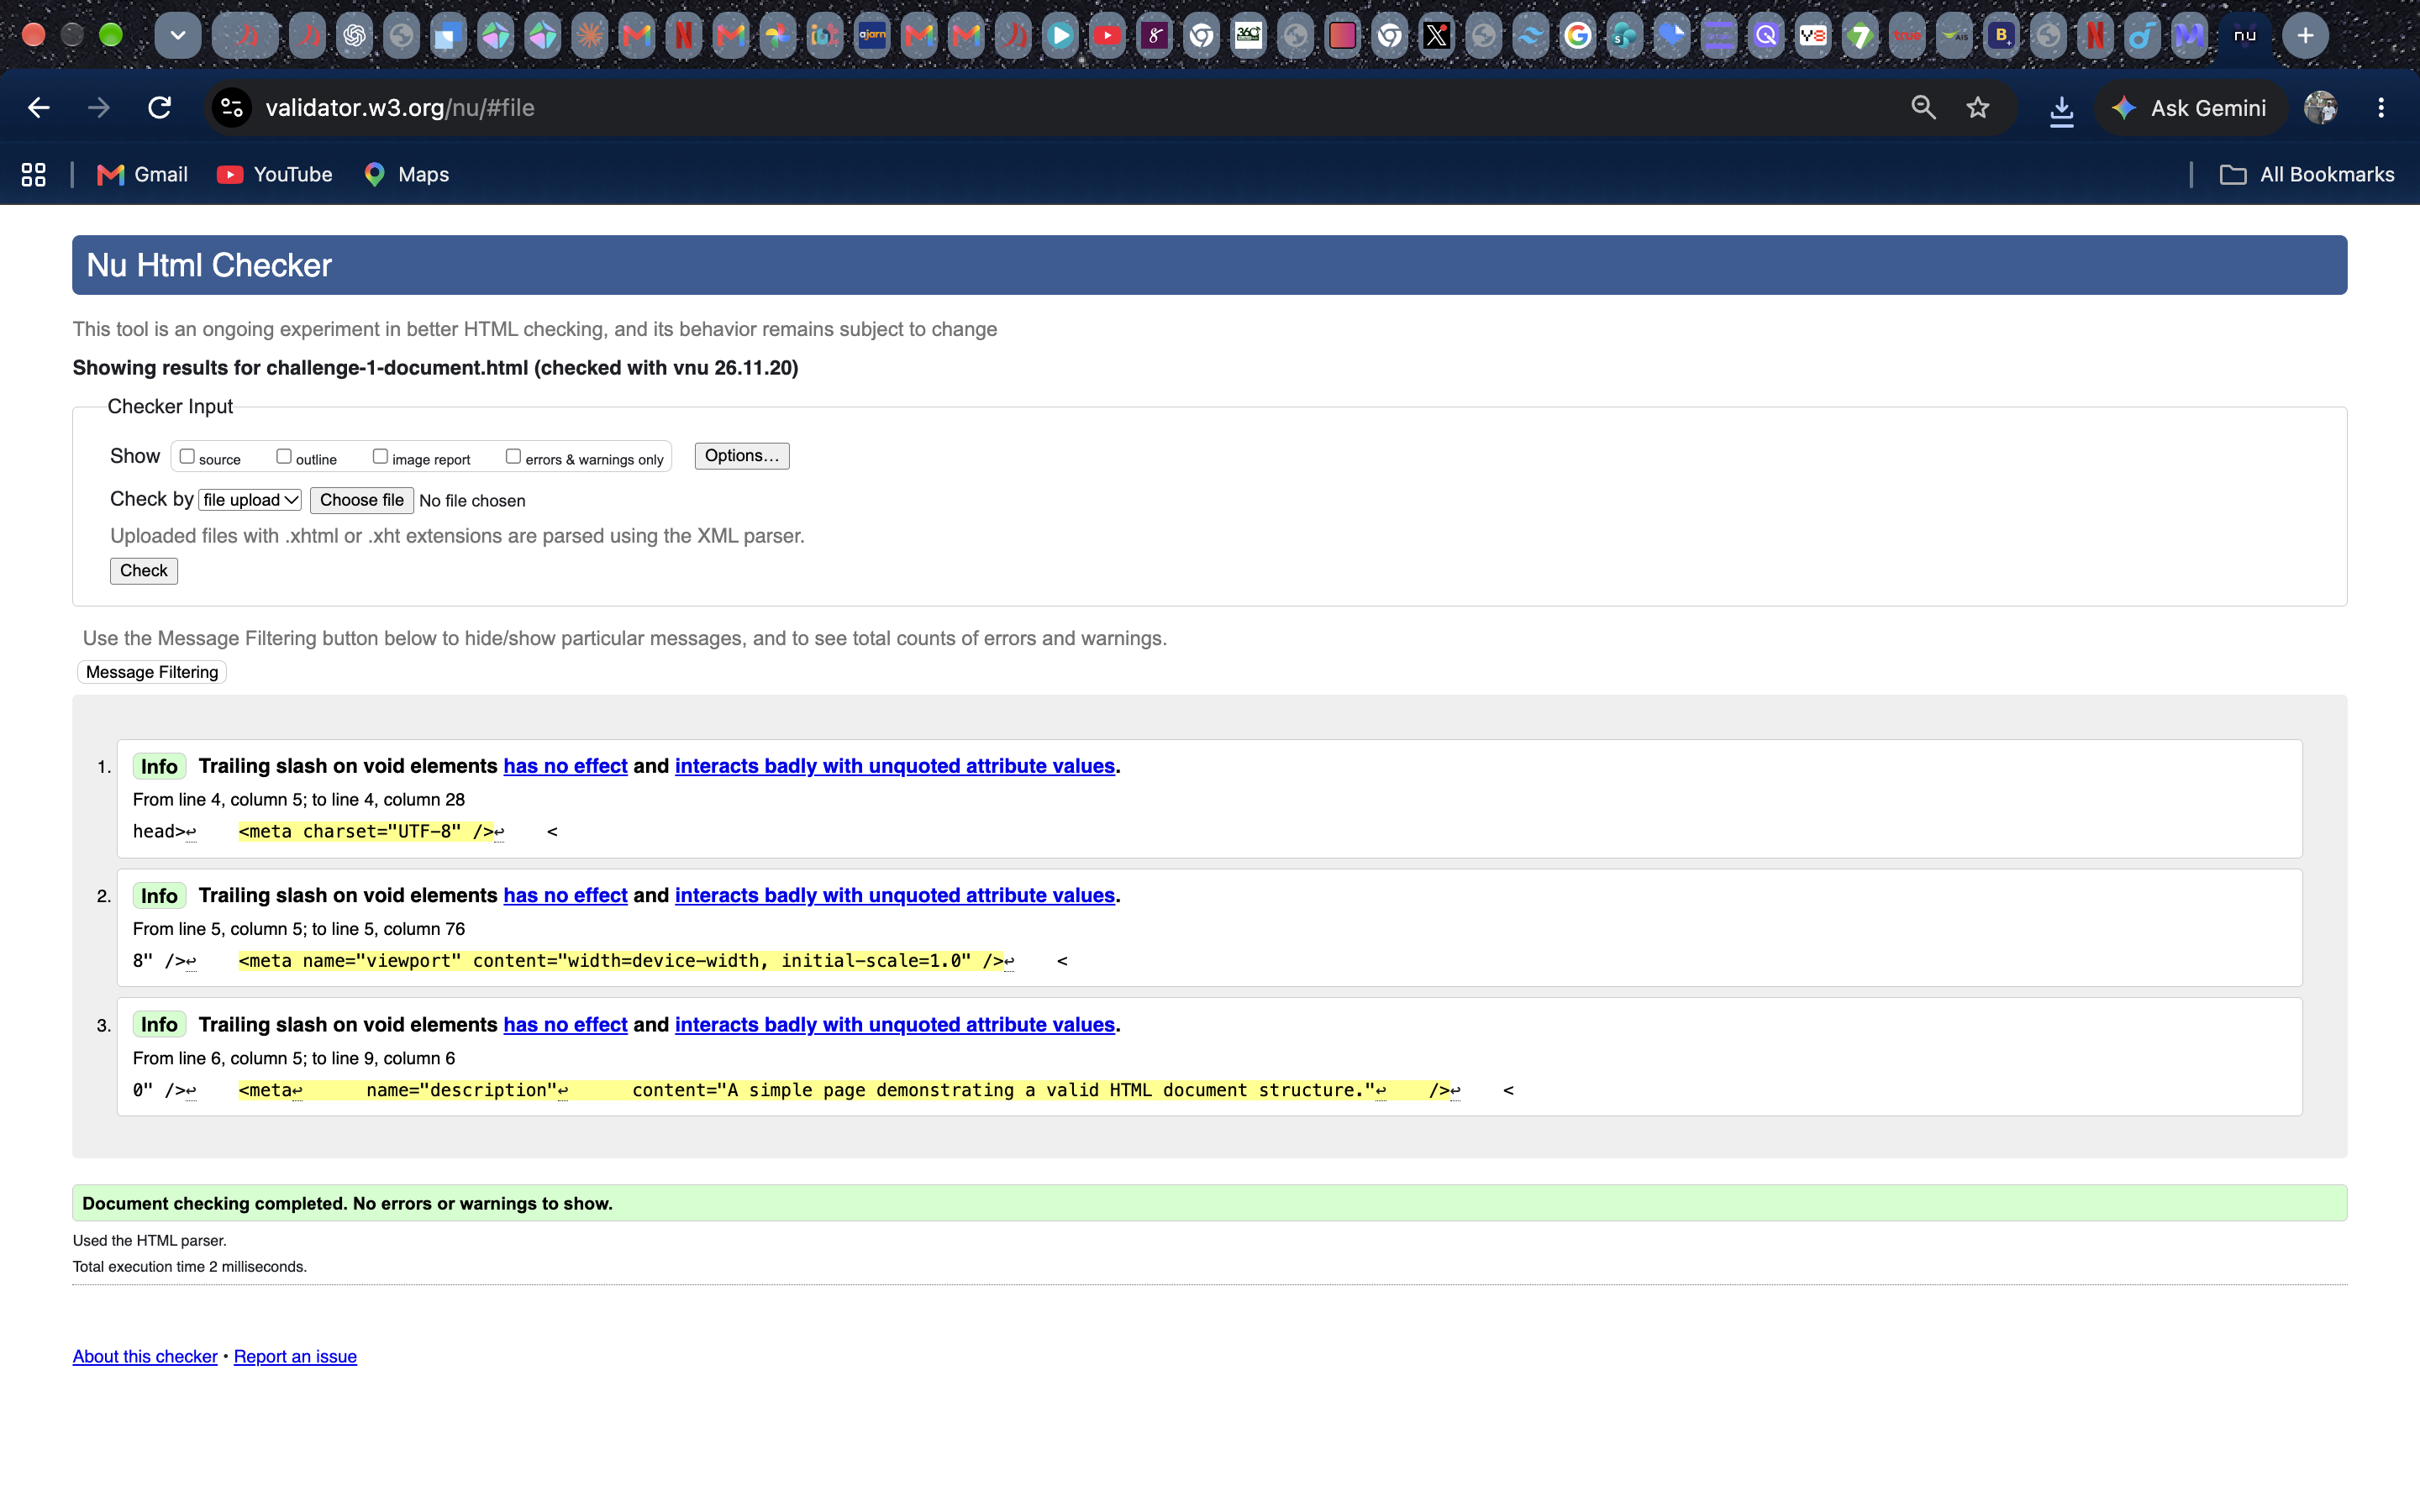 nu
validator.w3.org/nu/#file
Ask Gemini
Gmail
YouTube
Maps
All Bookmarks
Nu Html Checker
This tool is an ongoing experiment in better HTML checking, and its behavior remains subject to change
Showing results for challenge-1-document.html (checked with vnu 26.11.20)
Checker Input
Show source outline image report errors & warnings only Options...
Check by file upload Choose file No file chosen
Uploaded files with .xhtml or .xht extensions are parsed using the XML parser.
Check
Use the Message Filtering button below to hide/show particular messages, and to see total counts of errors and warnings.
Message Filtering
1. Info Trailing slash on void elements has no effect and interacts badly with unquoted attribute values.
From line 4, column 5; to line 4, column 28
head>↩ <meta charset="UTF-8" />↩ <
2. Info Trailing slash on void elements has no effect and interacts badly with unquoted attribute values.
From line 5, column 5; to line 5, column 76
8" />↩ <meta name="viewport" content="width=device-width, initial-scale=1.0" />↩ <
3. Info Trailing slash on void elements has no effect and interacts badly with unquoted attribute values.
From line 6, column 5; to line 9, column 6
0" />↩ <meta↩ name="description"↩ content="A simple page demonstrating a valid HTML document structure."↩ />↩ <
Document checking completed. No errors or warnings to show.
Used the HTML parser.
Total execution time 2 milliseconds.
About this checker • Report an issue